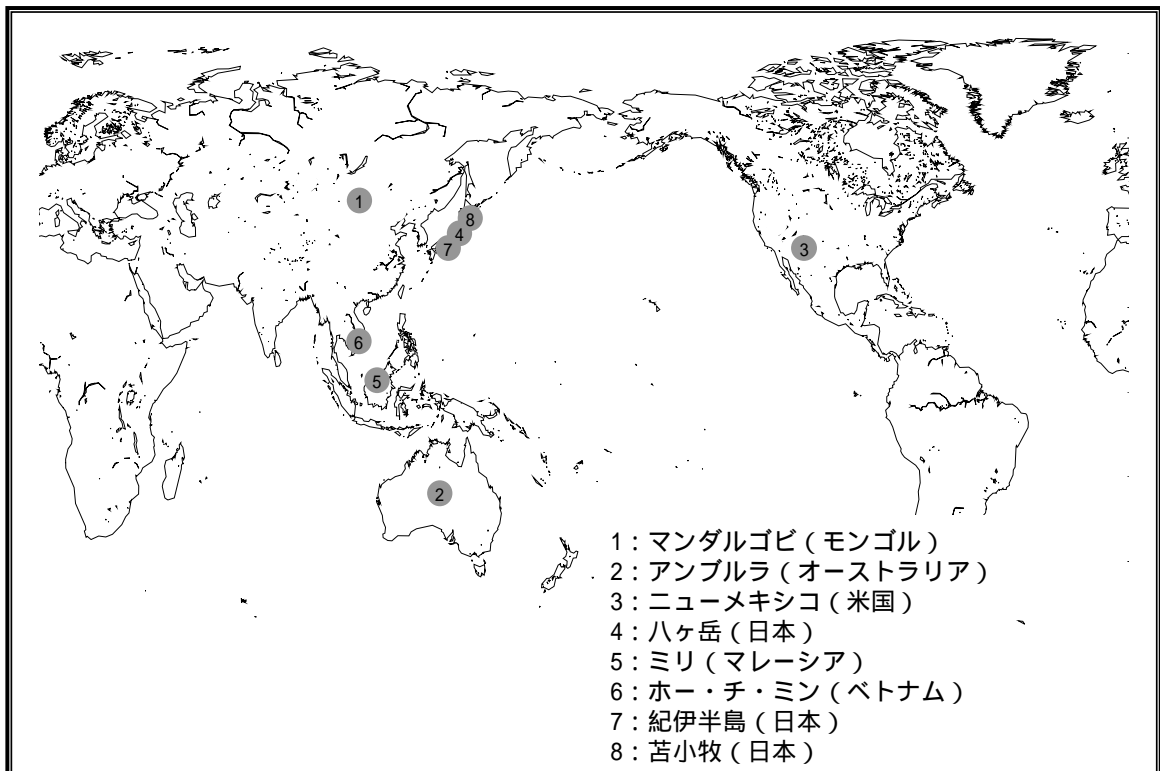 1
8
4
7
3
6
5
2
1：マンダルゴビ（モンゴル）
2：アンブルラ（オーストラリア）
3：ニューメキシコ（米国）
4：八ヶ岳（日本）
5：ミリ（マレーシア）
6：ホー・チ・ミン（ベトナム）
7：紀伊半島（日本）
8：苫小牧（日本）